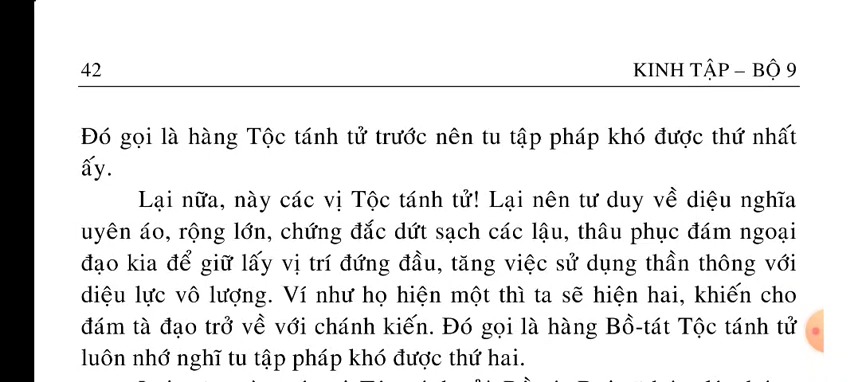 42 KINH TẬP – BỘ 9
Đó gọi là hàng Tộc tánh tử trước nên tu tập pháp khó được thứ nhất
ấy.
Lại nữa, này các vị Tộc tánh tử! Lại nên tư duy về diệu nghĩa
uyên áo, rộng lớn, chứng đắc dứt sạch các lậu, thâu phục đám ngoại
đạo kia để giữ lấy vị trí đứng đầu, tăng việc sử dụng thần thông với
diệu lực vô lượng. Ví như họ hiện một thì ta sẽ hiện hai, khiến cho
đám tà đạo trở về với chánh kiến. Đó gọi là hàng Bồ-tát Tộc tánh tử
luôn nhớ nghĩ tu tập pháp khó được thứ hai.